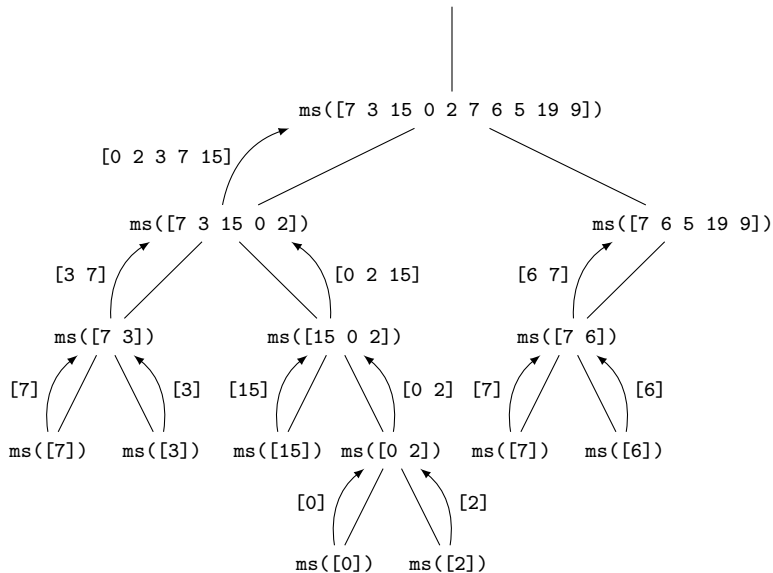 ms([7 3 15 0 2 7 6 5 19 9])
[0 2 3 7 15]
ms([7 3 15 0 2])
ms([7 6 5 19 9])
[3 7]
[0 2 15]
[6 7]
ms([7 3])
ms([15 0 2])
ms([7 6])
[7]
[3]
[15]
[0 2]
[7]
[6]
ms([7])
ms([3])
ms([15])
ms([0 2])
ms([7])
ms([6])
[0]
[2]
ms([0])
ms([2])